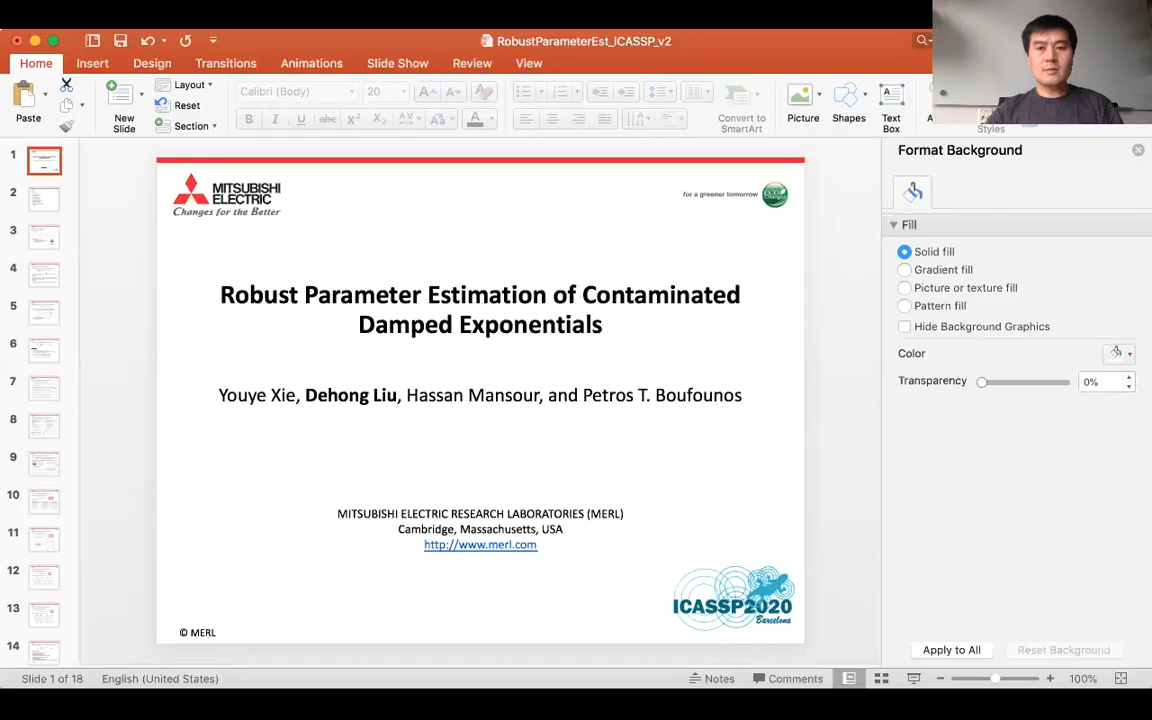 RobustParameterEst_ICASSP_v2
Home Insert Design Transitions Animations Slide Show Review View
Paste
New
Slide
Layout
Reset
Section
Calibri (Body) 20
B I U abc X² X₂ AV Aa A
Convert to
SmartArt
Picture
Shapes
Text
Box
Styles
1
2
3
4
5
6
7
8
9
10
11
12
13
14
MITSUBISHI
ELECTRIC
Changes for the Better
for a greener tomorrow
Robust Parameter Estimation of Contaminated
Damped Exponentials
Youye Xie, Dehong Liu, Hassan Mansour, and Petros T. Boufounos
MITSUBISHI ELECTRIC RESEARCH LABORATORIES (MERL)
Cambridge, Massachusetts, USA
http://www.merl.com
ICASSP2020
Barcelona
© MERL
Format Background
Fill
Solid fill
Gradient fill
Picture or texture fill
Pattern fill
Hide Background Graphics
Color
Transparency 0%
Apply to All Reset Background
Slide 1 of 18 English (United States) Notes Comments 100%